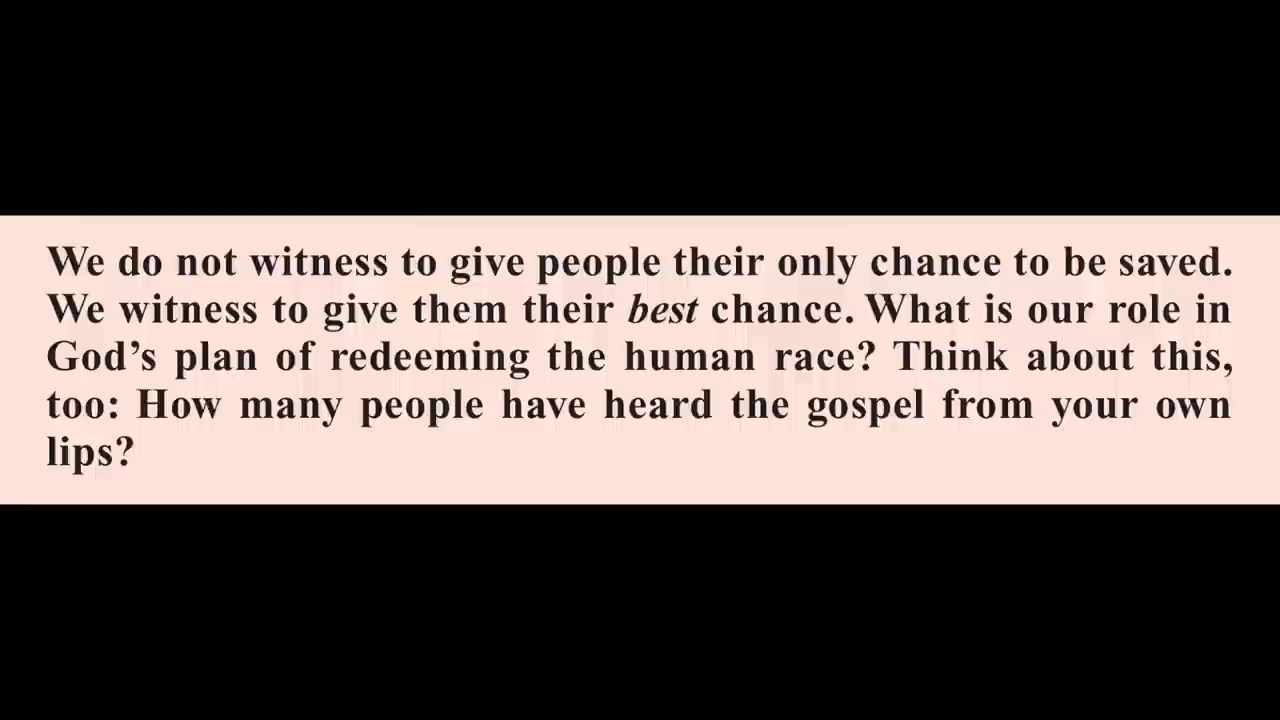 We do not witness to give people their only chance to be saved.
We witness to give them their best chance. What is our role in
God’s plan of redeeming the human race? Think about this,
too: How many people have heard the gospel from your own
lips?